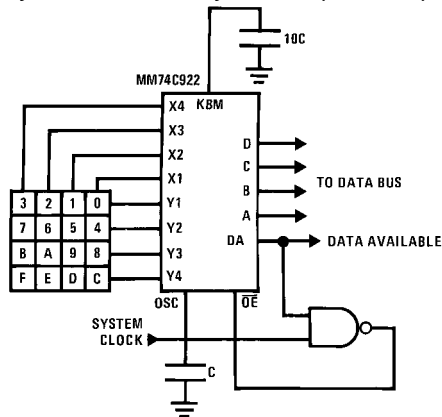 10C
MM74C922
X4 KBM
X3
X2
X1
Y1
Y2
Y3
Y4
D
C
B
A
DA
TO DATA BUS
DATA AVAILABLE
3 2 1 0
7 6 5 4
B A 9 8
F E D C
OSC OE
SYSTEM
CLOCK
C